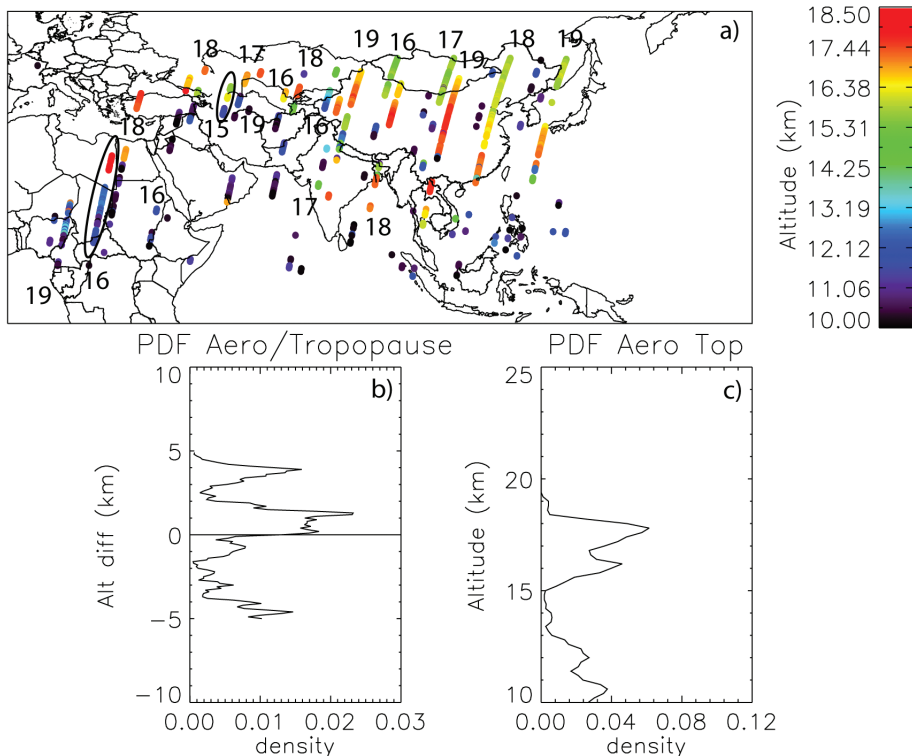 a)
18 17 18 19 16 17 19 18 19
16
15 19 16
18
16
17 18
19 16
18.50
17.44
16.38
15.31
14.25
13.19
12.12
11.06
10.00
Altitude (km)
PDF Aero/Tropopause
b)
10
5
0
−5
−10
Alt diff (km)
0.00 0.01 0.02 0.03
density
PDF Aero Top
c)
25
20
15
10
Altitude (km)
0.00 0.04 0.08 0.12
density